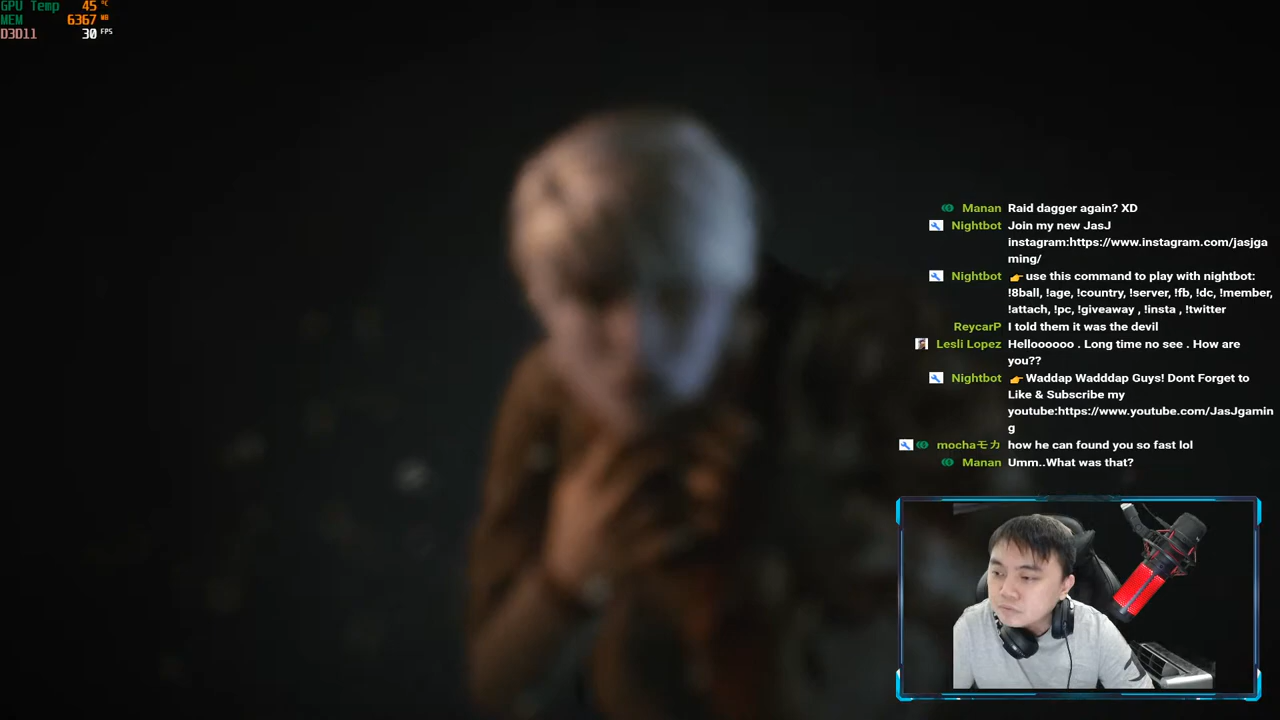 GPU Temp 45 °C
MEM 6367 MB
D3D11 30 FPS
Manan Raid dagger again? XD
Nightbot Join my new JasJ
instagram:https://www.instagram.com/jasjga
ming/
Nightbot 👉 use this command to play with nightbot:
!8ball, !age, !country, !server, !fb, !dc, !member,
!attach, !pc, !giveaway , !insta , !twitter
ReycarP I told them it was the devil
Lesli Lopez Helloooooo . Long time no see . How are
you??
Nightbot 👉 Waddap Wadddap Guys! Dont Forget to
Like & Subscribe my
youtube:https://www.youtube.com/JasJgamin
g
mochaモカ how he can found you so fast lol
Manan Umm..What was that?